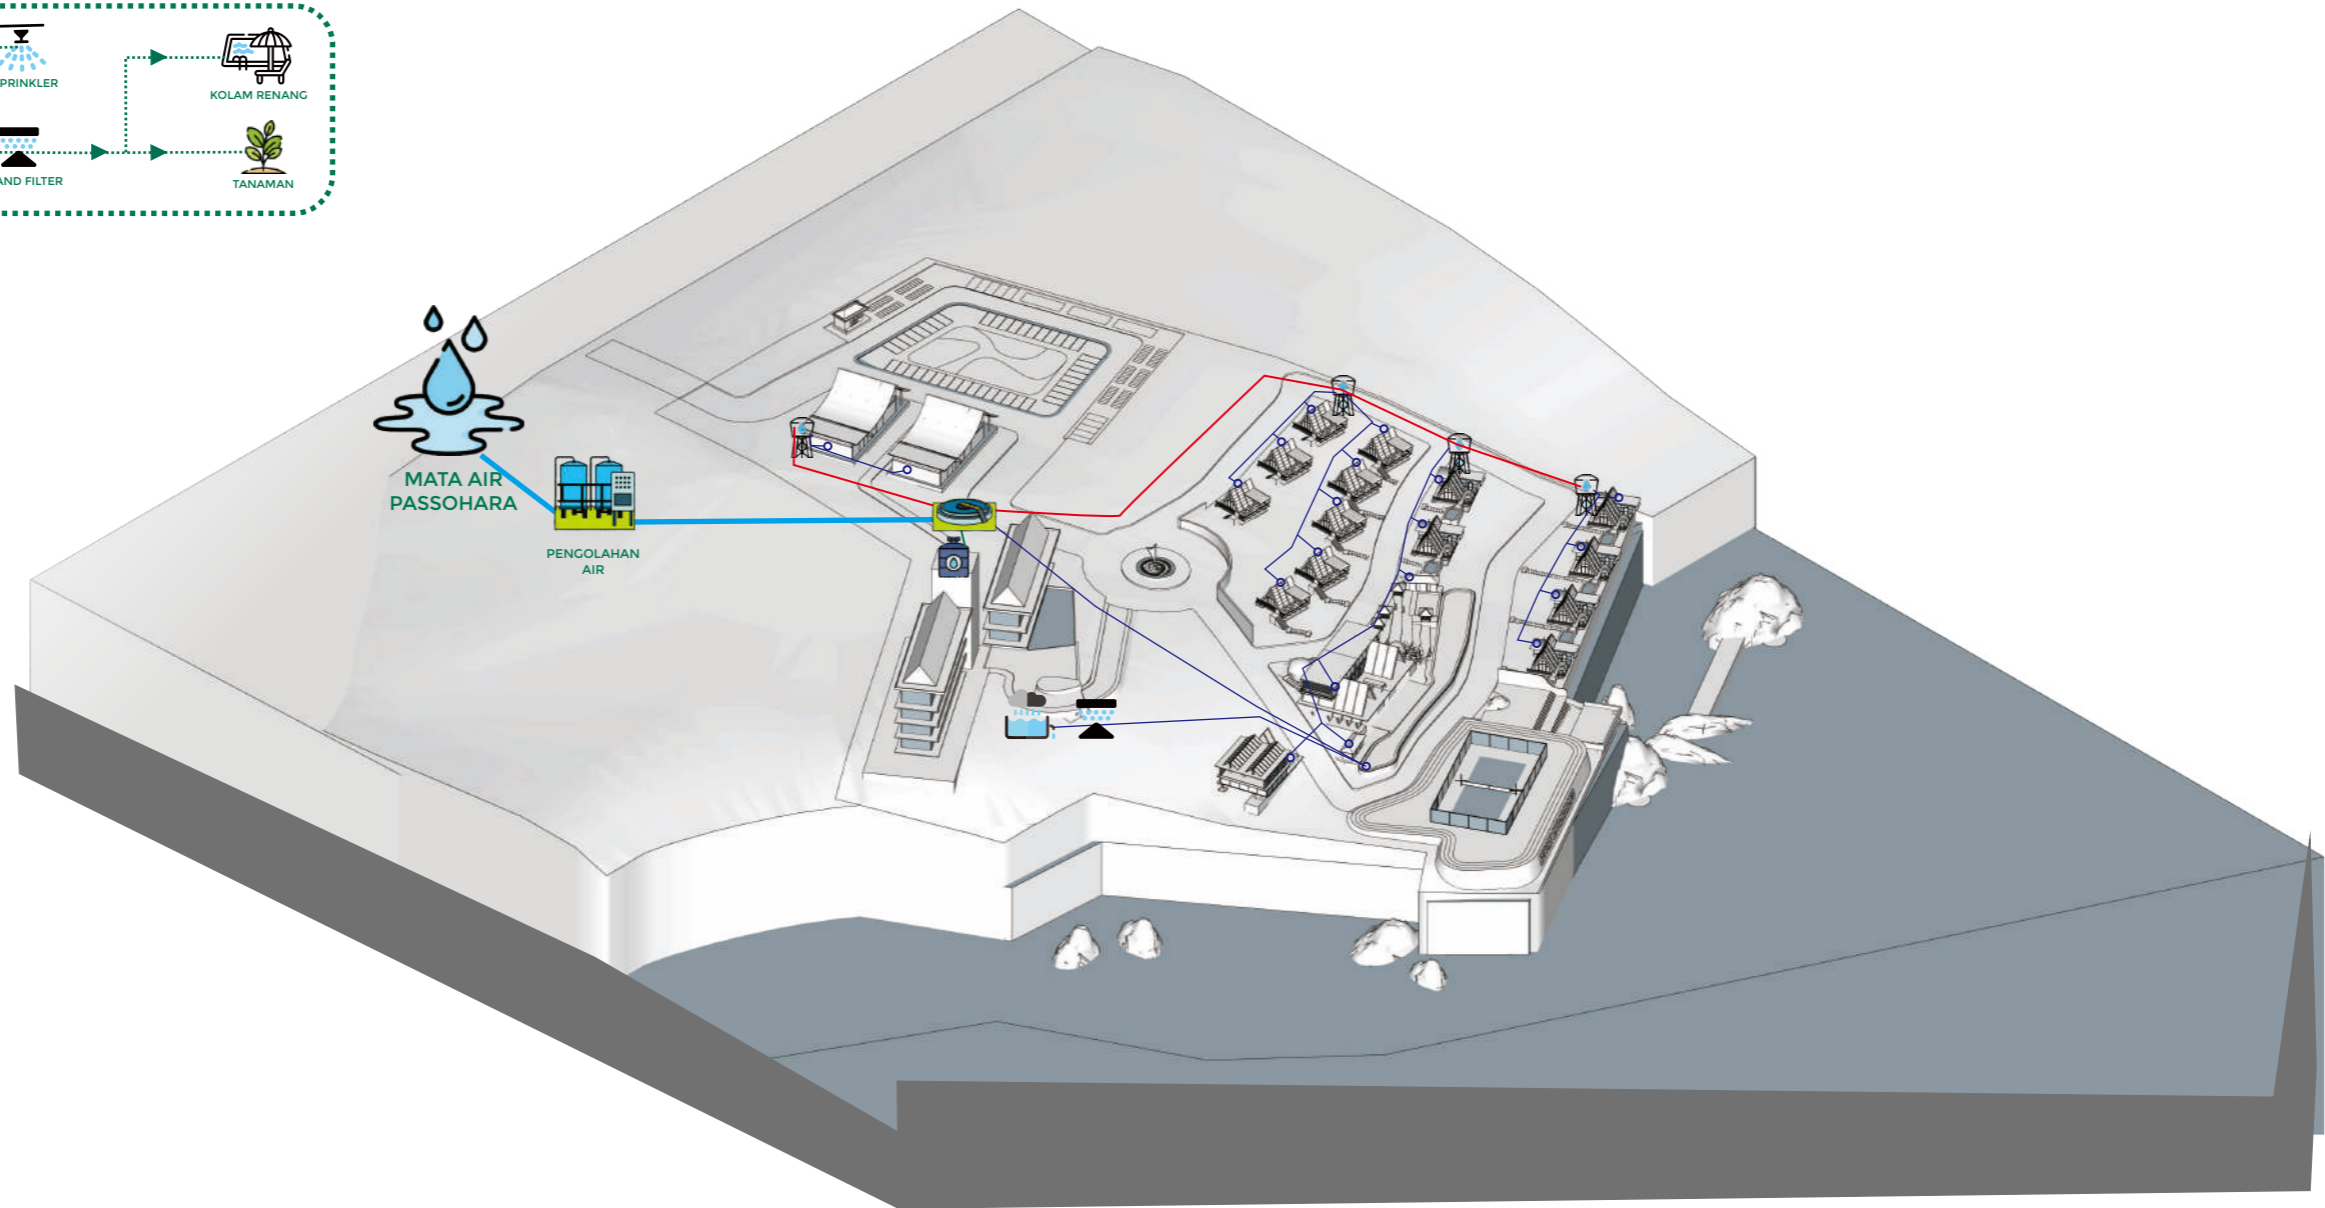 PRINKLER
KOLAM RENANG
AND FILTER
TANAMAN
MATA AIR
PASSOHARA
PENGOLAHAN
AIR